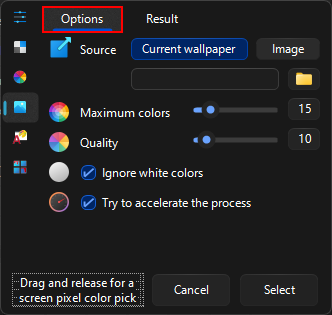 Options Result
Source Current wallpaper Image
Maximum colors 15
Quality 10
Ignore white colors
Try to accelerate the process
Drag and release for a
screen pixel color pick
Cancel Select